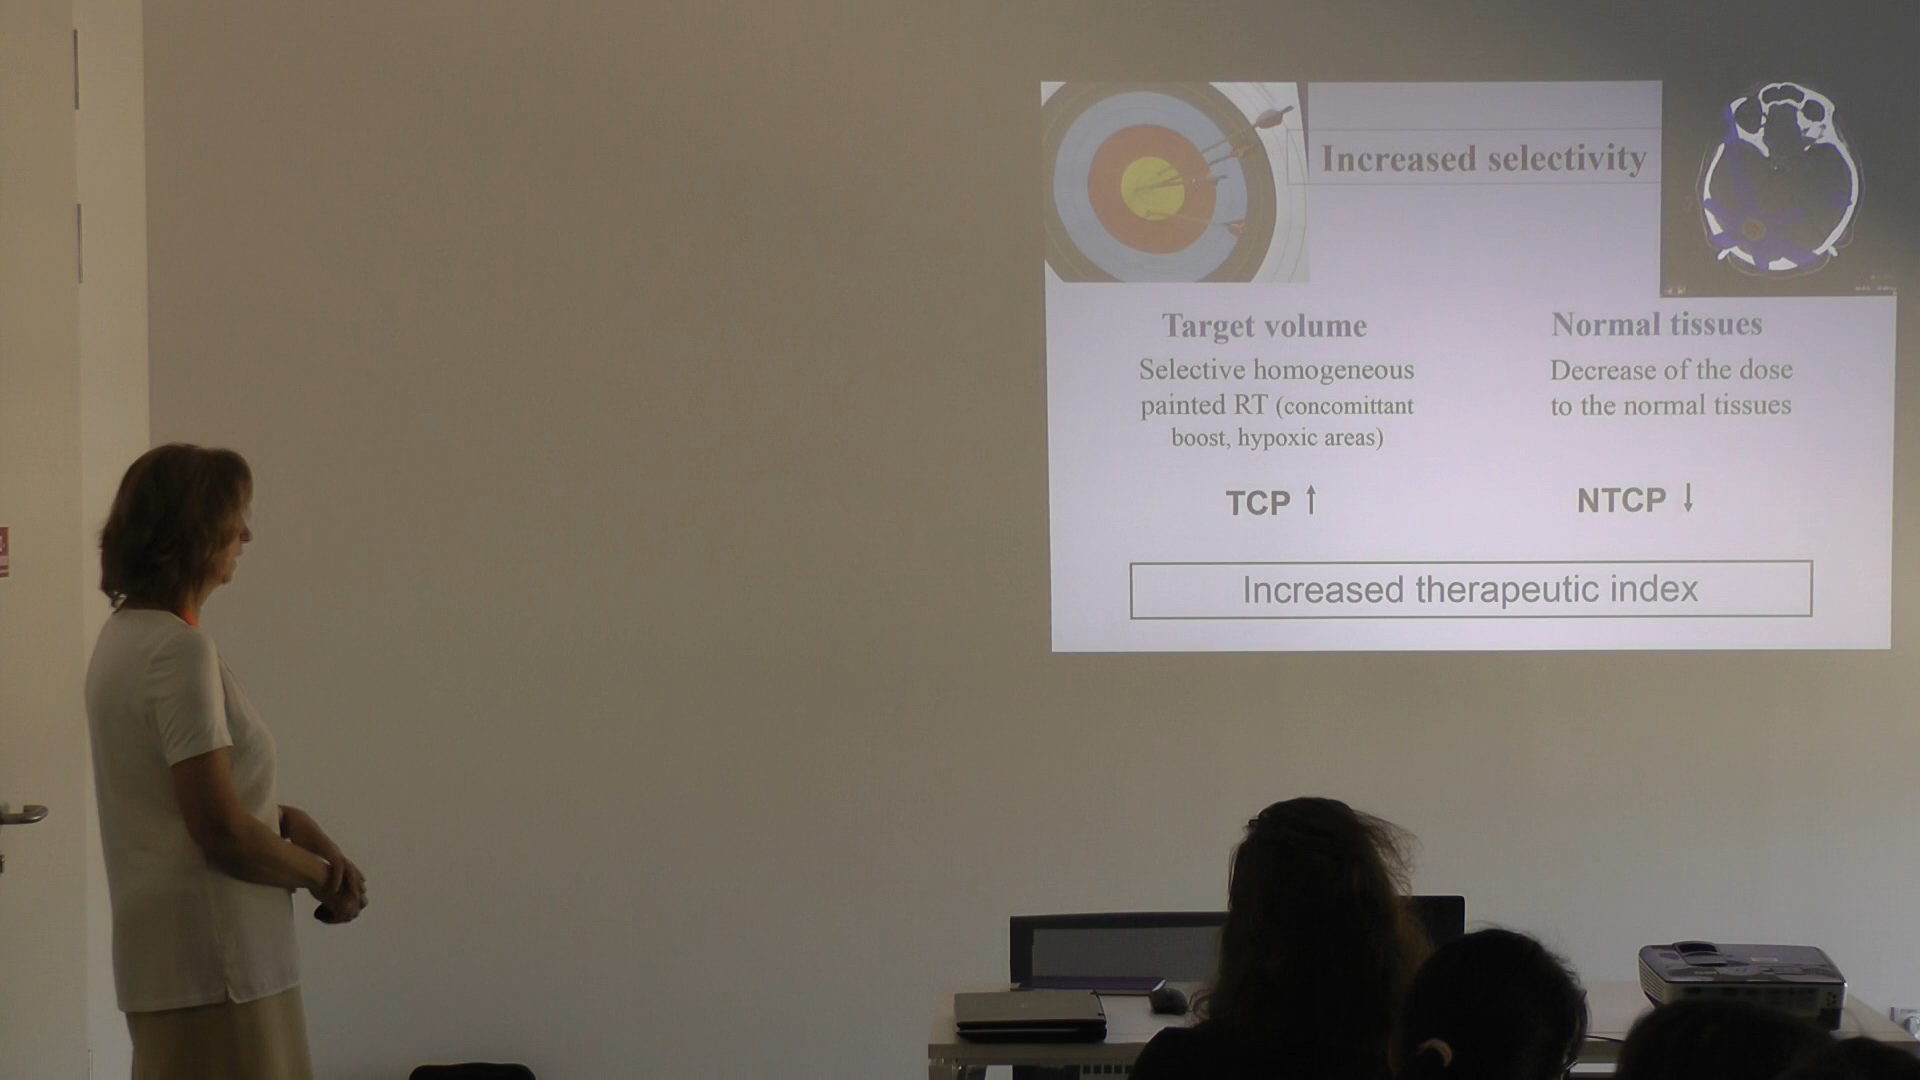 Increased selectivity
Target volume
Selective homogeneous
painted RT (concomittant
boost, hypoxic areas)
TCP ↑
Normal tissues
Decrease of the dose
to the normal tissues
NTCP ↓
Increased therapeutic index